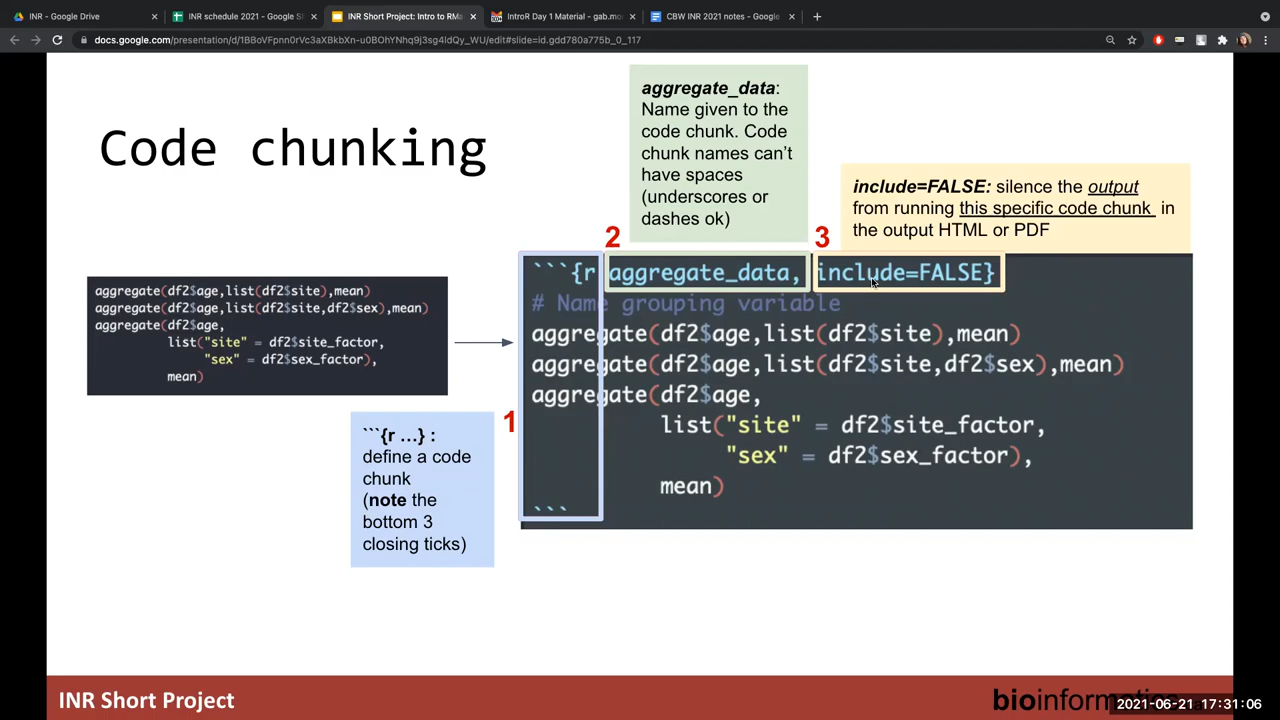 INR - Google Drive
INR schedule 2021 - Google S
INR Short Project: Intro to RMa
IntroR Day 1 Material - gab.mo
CBW INR 2021 notes - Google
docs.google.com/presentation/d/1BBoVFpnn0rVc3aXBkbXn-u0BOhYNhq9j3sg4ldQy_WU/edit#slide=id.gdd780a775b_0_117
Code chunking
aggregate_data:
Name given to the
code chunk. Code
chunk names can't
have spaces
(underscores or
dashes ok)
include=FALSE: silence the output
from running this specific code chunk in
the output HTML or PDF
2
3
```{r aggregate_data, include=FALSE}
# Name grouping variable
aggregate(df2$age,list(df2$site),mean)
aggregate(df2$age,list(df2$site,df2$sex),mean)
aggregate(df2$age,
list("site" = df2$site_factor,
"sex" = df2$sex_factor),
mean)
```
aggregate(df2$age,list(df2$site),mean)
aggregate(df2$age,list(df2$site,df2$sex),mean)
aggregate(df2$age,
list("site" = df2$site_factor,
"sex" = df2$sex_factor),
mean)
1
```{r ...} :
define a code
chunk
(note the
bottom 3
closing ticks)
INR Short Project
2021-06-21 17:31:06